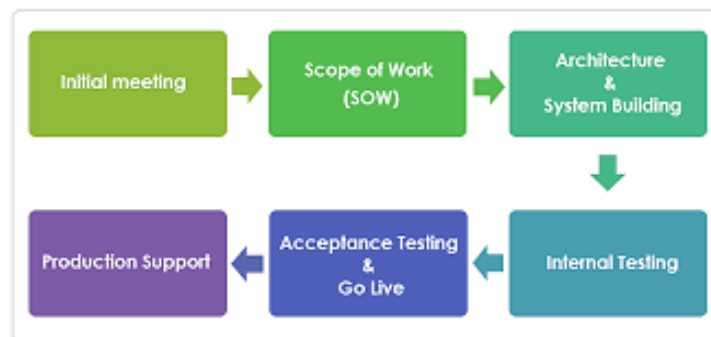 Initial meeting
Scope of Work
(SOW)
Architecture
&
System Building
Internal Testing
Acceptance Testing
&
Go Live
Production Support